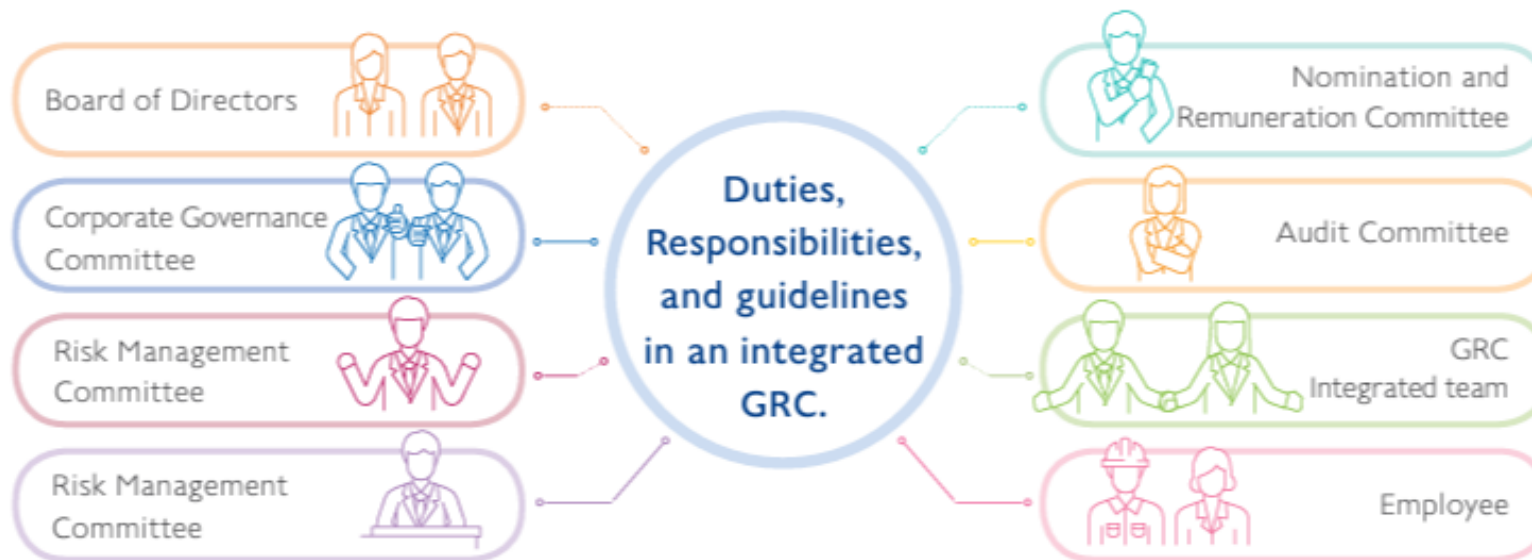 Board of Directors
Corporate Governance
Committee
Risk Management
Committee
Risk Management
Committee
Duties,
Responsibilities,
and guidelines
in an integrated
GRC.
Nomination and
Remuneration Committee
Audit Committee
GRC
Integrated team
Employee